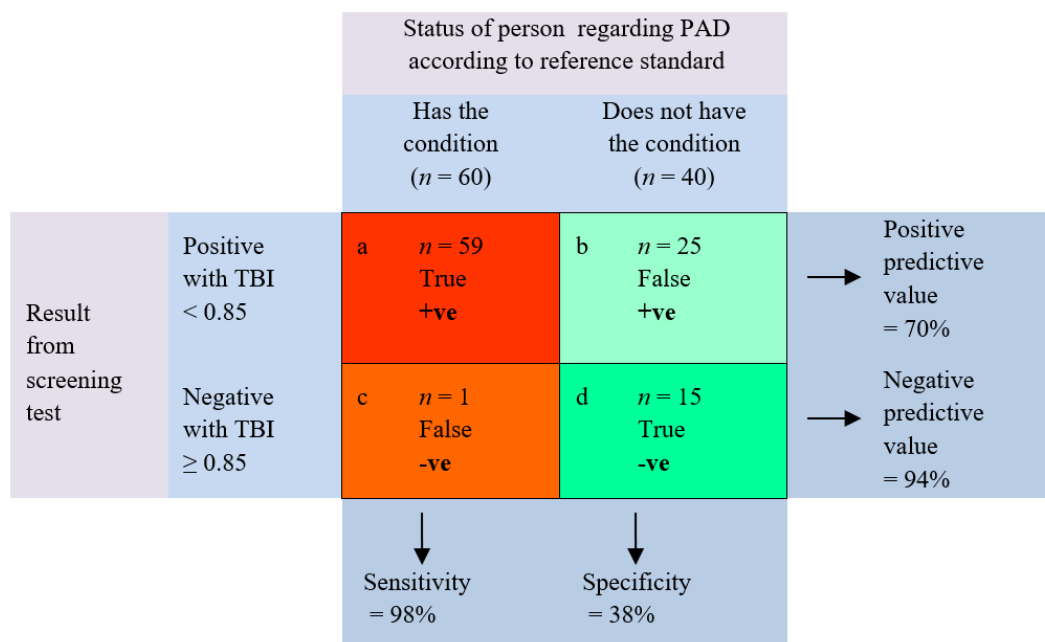 Status of person regarding PAD
according to reference standard
Has the
condition
(n = 60)
Does not have
the condition
(n = 40)
Result
from
screening
test
Positive
with TBI
< 0.85
a
n = 59
True
+ve
b
n = 25
False
+ve
Positive
predictive
value
= 70%
Negative
with TBI
≥ 0.85
c
n = 1
False
-ve
d
n = 15
True
-ve
Negative
predictive
value
= 94%
Sensitivity
= 98%
Specificity
= 38%